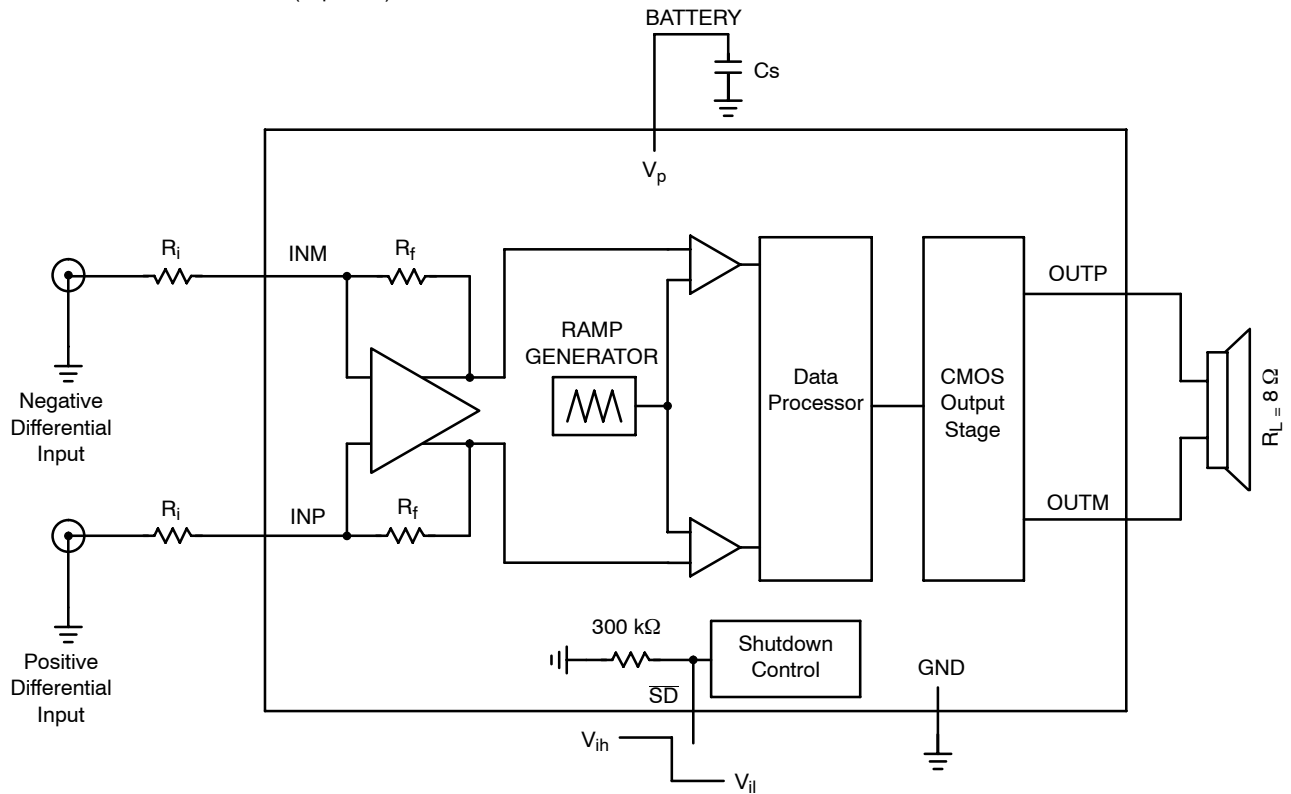 BATTERY
Cs
Vp
Ri
INM
Rf
RAMP
GENERATOR
Data
Processor
CMOS
Output
Stage
OUTP
RL = 8 Ω
Negative
Differential
Input
Ri
INP
Rf
OUTM
Positive
Differential
Input
300 kΩ
Shutdown
Control
SD
GND
Vih
Vil